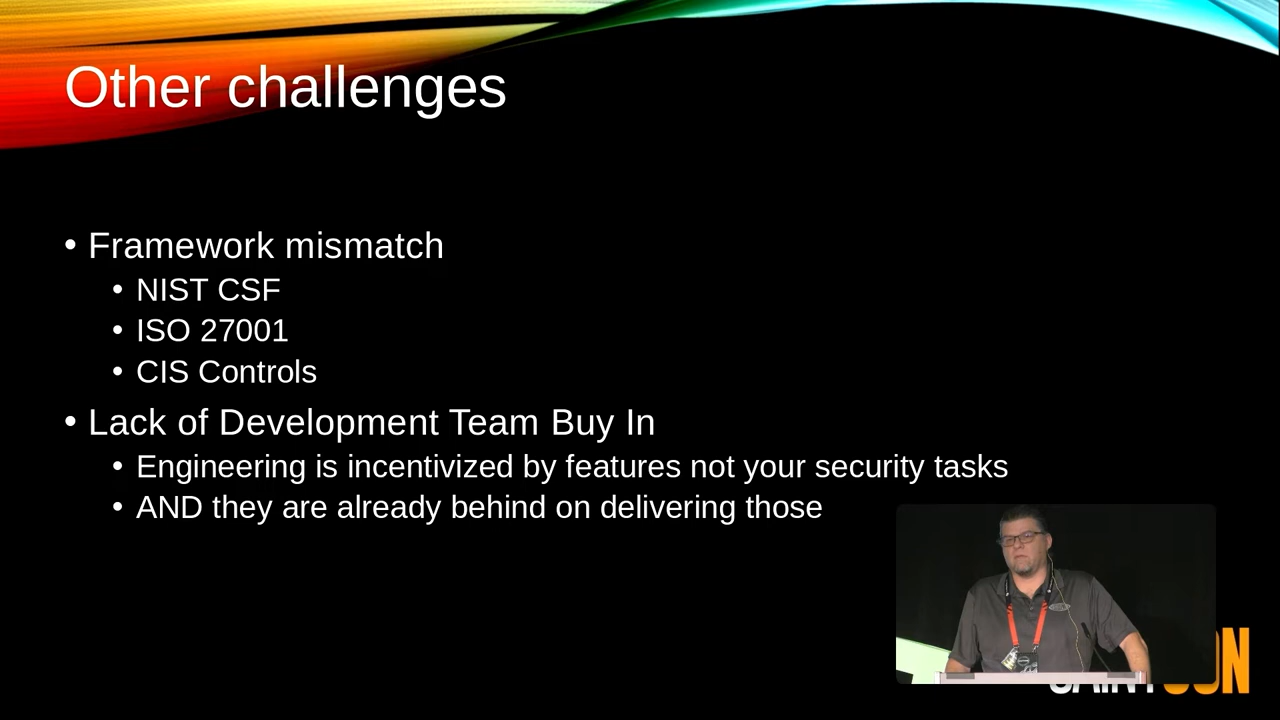 Other challenges
• Framework mismatch
• NIST CSF
• ISO 27001
• CIS Controls
• Lack of Development Team Buy In
• Engineering is incentivized by features not your security tasks
• AND they are already behind on delivering those